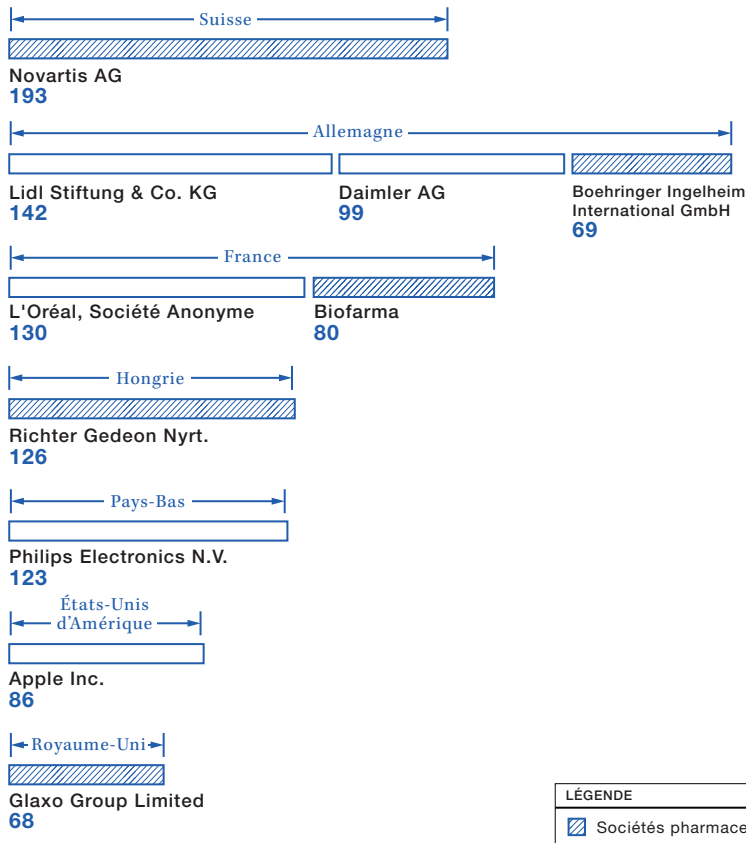 Suisse
Novartis AG
193
Allemagne
Lidl Stiftung & Co. KG
142
Daimler AG
99
Boehringer Ingelheim
International GmbH
69
France
L'Oréal, Société Anonyme
130
Biofarma
80
Hongrie
Richter Gedeon Nyrt.
126
Pays-Bas
Philips Electronics N.V.
123
États-Unis
d'Amérique
Apple Inc.
86
Royaume-Uni
Glaxo Group Limited
68
LÉGENDE
Sociétés pharmace